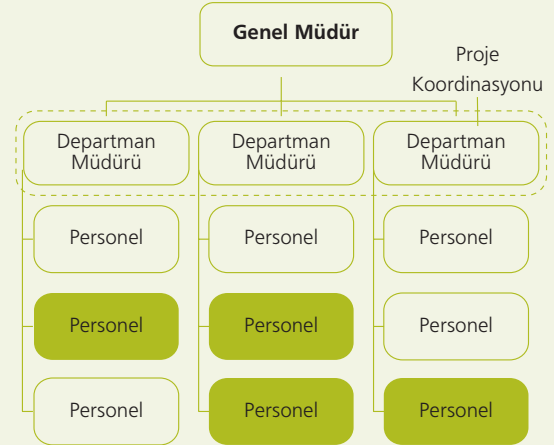 Genel Müdür
Proje
Koordinasyonu
Departman
Müdürü
Departman
Müdürü
Departman
Müdürü
Personel
Personel
Personel
Personel
Personel
Personel
Personel
Personel
Personel